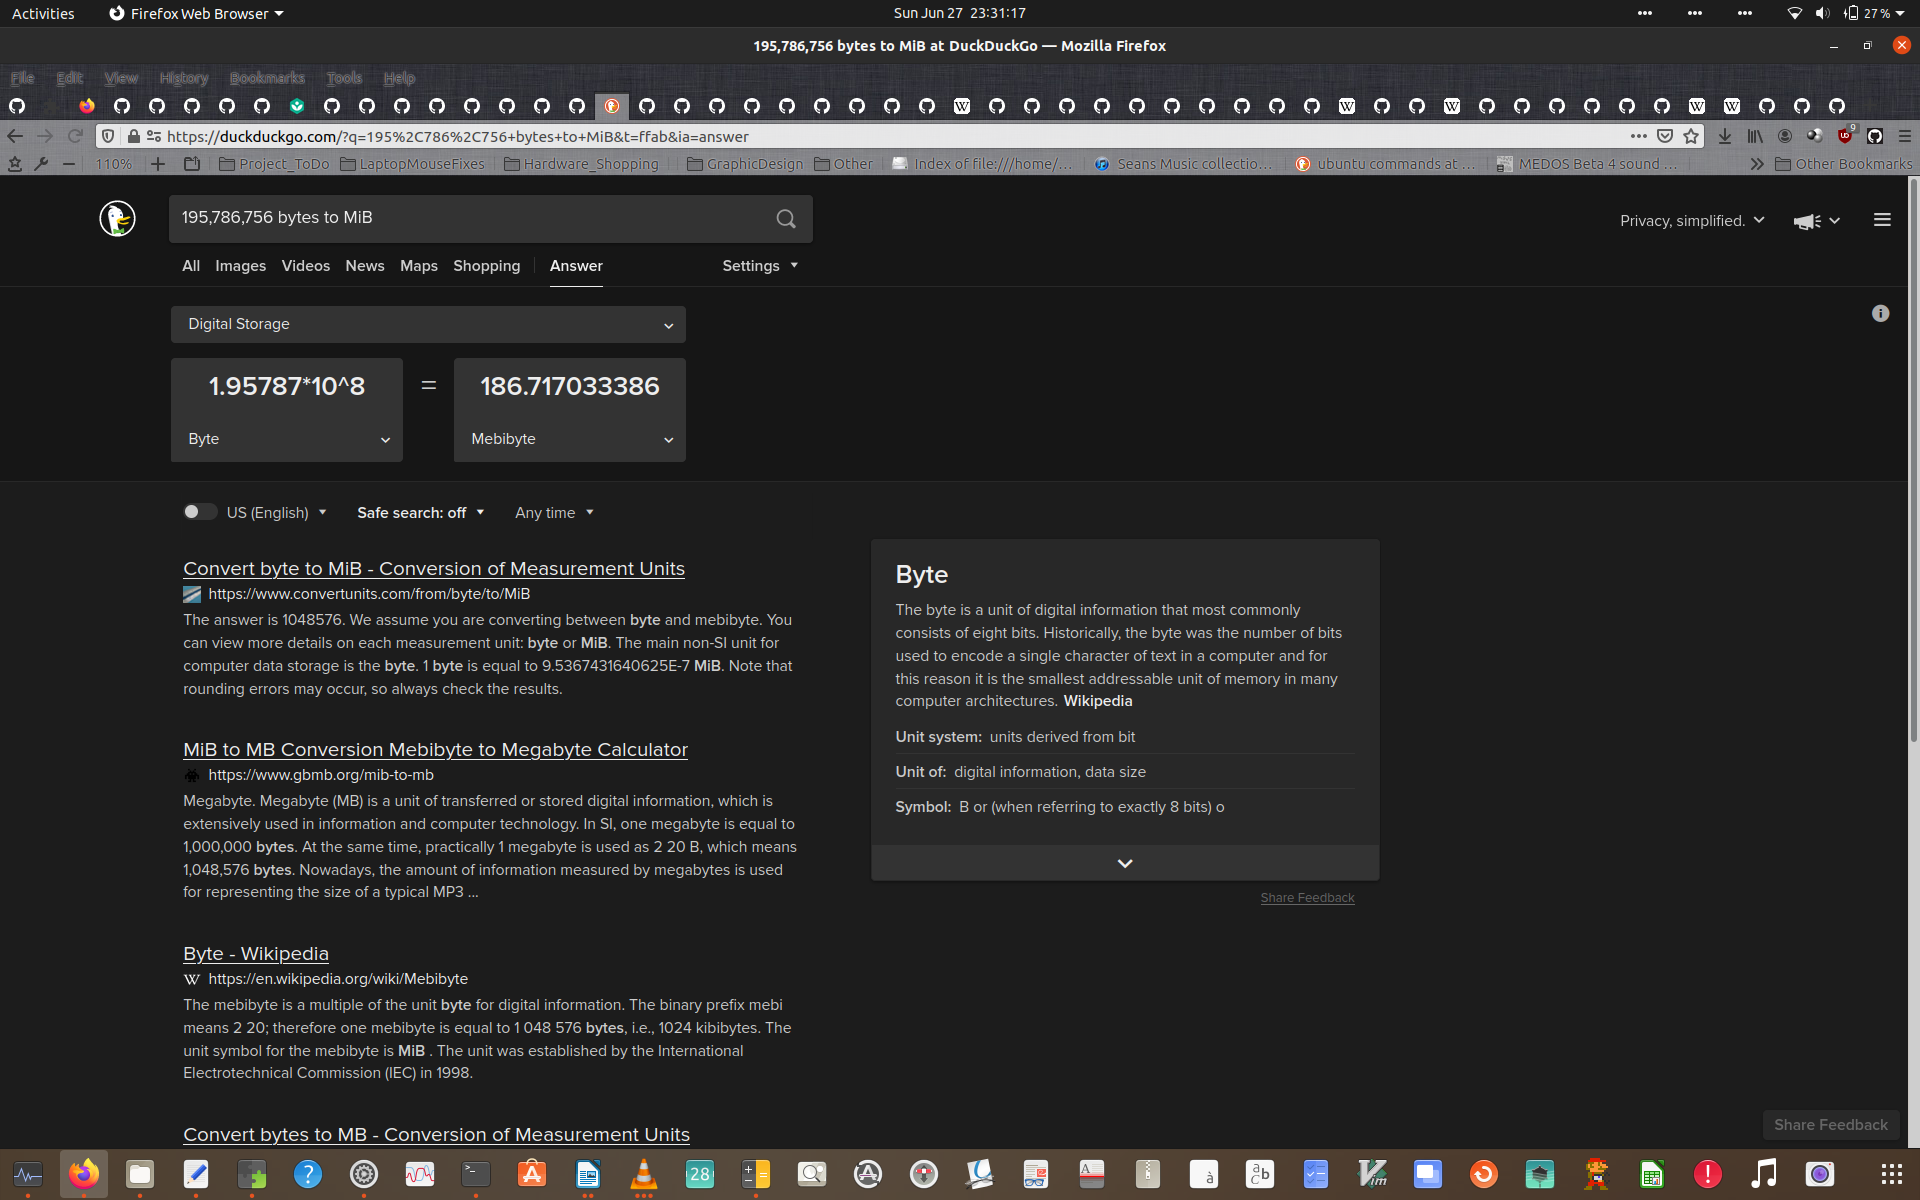 Activities Firefox Web Browser Sun Jun 27 23:31:17 27 %
195,786,756 bytes to MiB at DuckDuckGo — Mozilla Firefox
File Edit View History Bookmarks Tools Help
https://duckduckgo.com/?q=195%2C786%2C756+bytes+to+MiB&t=ffab&ia=answer 9
110% Project_ToDo LaptopMouseFixes Hardware_Shopping GraphicDesign Other Index of file:///home/... Seans Music collectio... ubuntu commands at ... MEDOS Beta 4 sound ... Other Bookmarks
195,786,756 bytes to MiB
Privacy, simplified.
All Images Videos News Maps Shopping Answer Settings
Digital Storage
1.95787*10^8 = 186.717033386
Byte Mebibyte
US (English) Safe search: off Any time
Convert byte to MiB - Conversion of Measurement Units
https://www.convertunits.com/from/byte/to/MiB
The answer is 1048576. We assume you are converting between byte and mebibyte. You
can view more details on each measurement unit: byte or MiB. The main non-SI unit for
computer data storage is the byte. 1 byte is equal to 9.5367431640625E-7 MiB. Note that
rounding errors may occur, so always check the results.
MiB to MB Conversion Mebibyte to Megabyte Calculator
https://www.gbmb.org/mib-to-mb
Megabyte. Megabyte (MB) is a unit of transferred or stored digital information, which is
extensively used in information and computer technology. In SI, one megabyte is equal to
1,000,000 bytes. At the same time, practically 1 megabyte is used as 2 20 B, which means
1,048,576 bytes. Nowadays, the amount of information measured by megabytes is used
for representing the size of a typical MP3 ...
Byte - Wikipedia
W https://en.wikipedia.org/wiki/Mebibyte
The mebibyte is a multiple of the unit byte for digital information. The binary prefix mebi
means 2 20; therefore one mebibyte is equal to 1 048 576 bytes, i.e., 1024 kibibytes. The
unit symbol for the mebibyte is MiB . The unit was established by the International
Electrotechnical Commission (IEC) in 1998.
Convert bytes to MB - Conversion of Measurement Units
Byte
The byte is a unit of digital information that most commonly
consists of eight bits. Historically, the byte was the number of bits
used to encode a single character of text in a computer and for
this reason it is the smallest addressable unit of memory in many
computer architectures. Wikipedia
Unit system: units derived from bit
Unit of: digital information, data size
Symbol: B or (when referring to exactly 8 bits) o
Share Feedback
Share Feedback
28